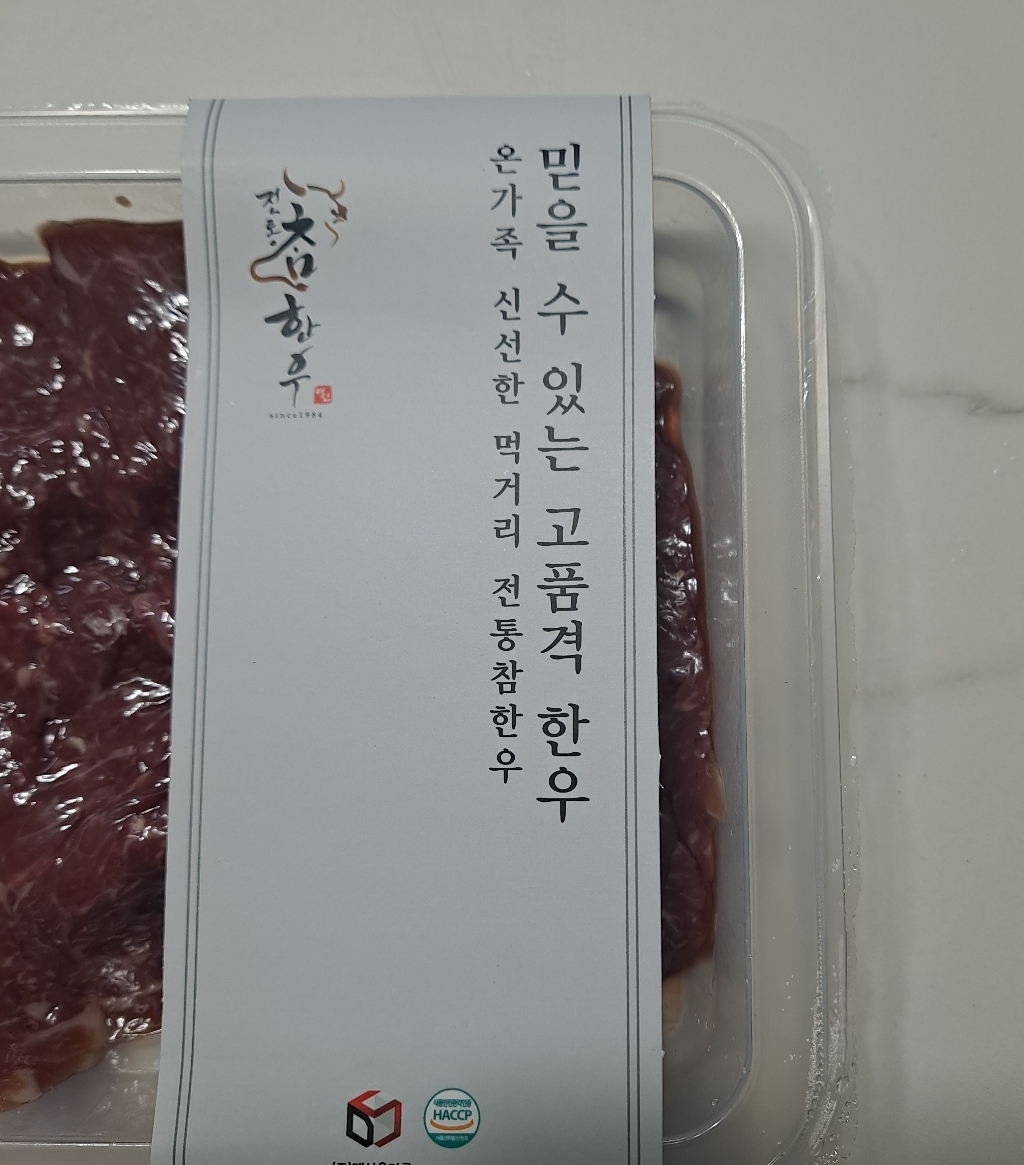 믿을 수 있는 고품격 한우
온가족 신선한 먹거리 전통참한우
전통
참한우
since1984
HACCP